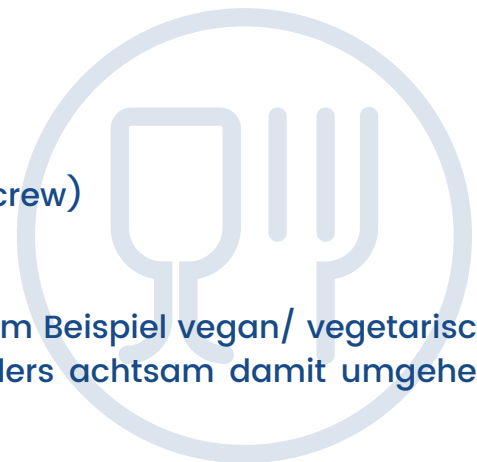 crew)
m Beispiel vegan/ vegetarisc
ders achtsam damit umgehe